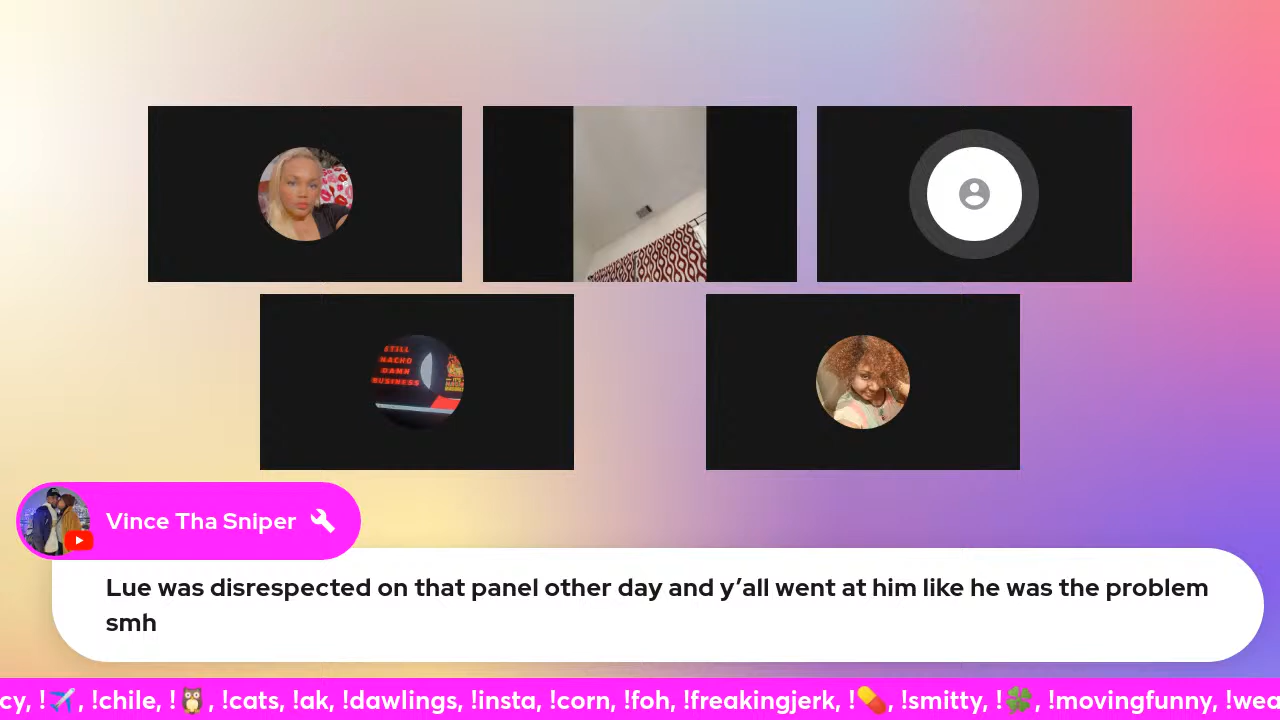 STILL
NACHO
DAMN
BUSINESS
Vince Tha Sniper
Lue was disrespected on that panel other day and y’all went at him like he was the problem
smh
cy, !✈️, !chile, !🦉, !cats, !ak, !dawlings, !insta, !corn, !foh, !freakingjerk, !💊, !smitty, !🍀, !movingfunny, !wea